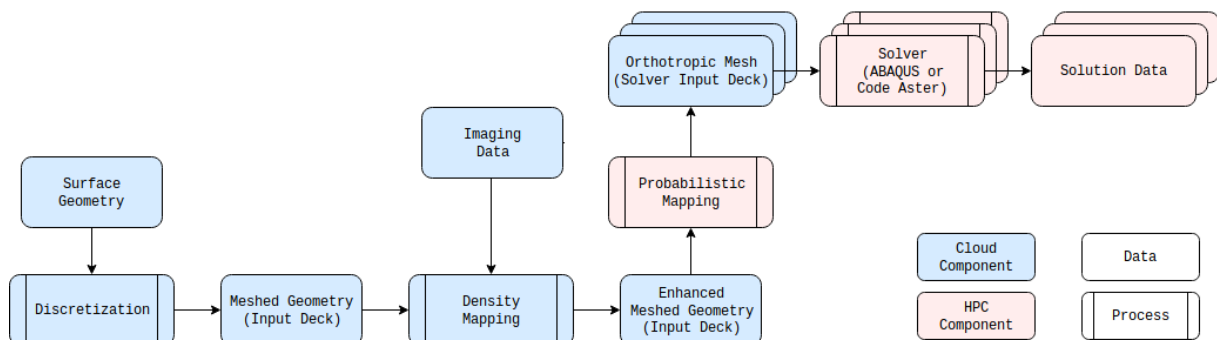 Orthotropic Mesh
(Solver Input Deck)
Solver
(ABAQUS or
Code Aster)
Solution Data
Imaging
Data
Surface
Geometry
Probabilistic
Mapping
Cloud
Component
Data
Discretization
Meshed Geometry
(Input Deck)
Density
Mapping
Enhanced
Meshed Geometry
(Input Deck)
HPC
Component
Process